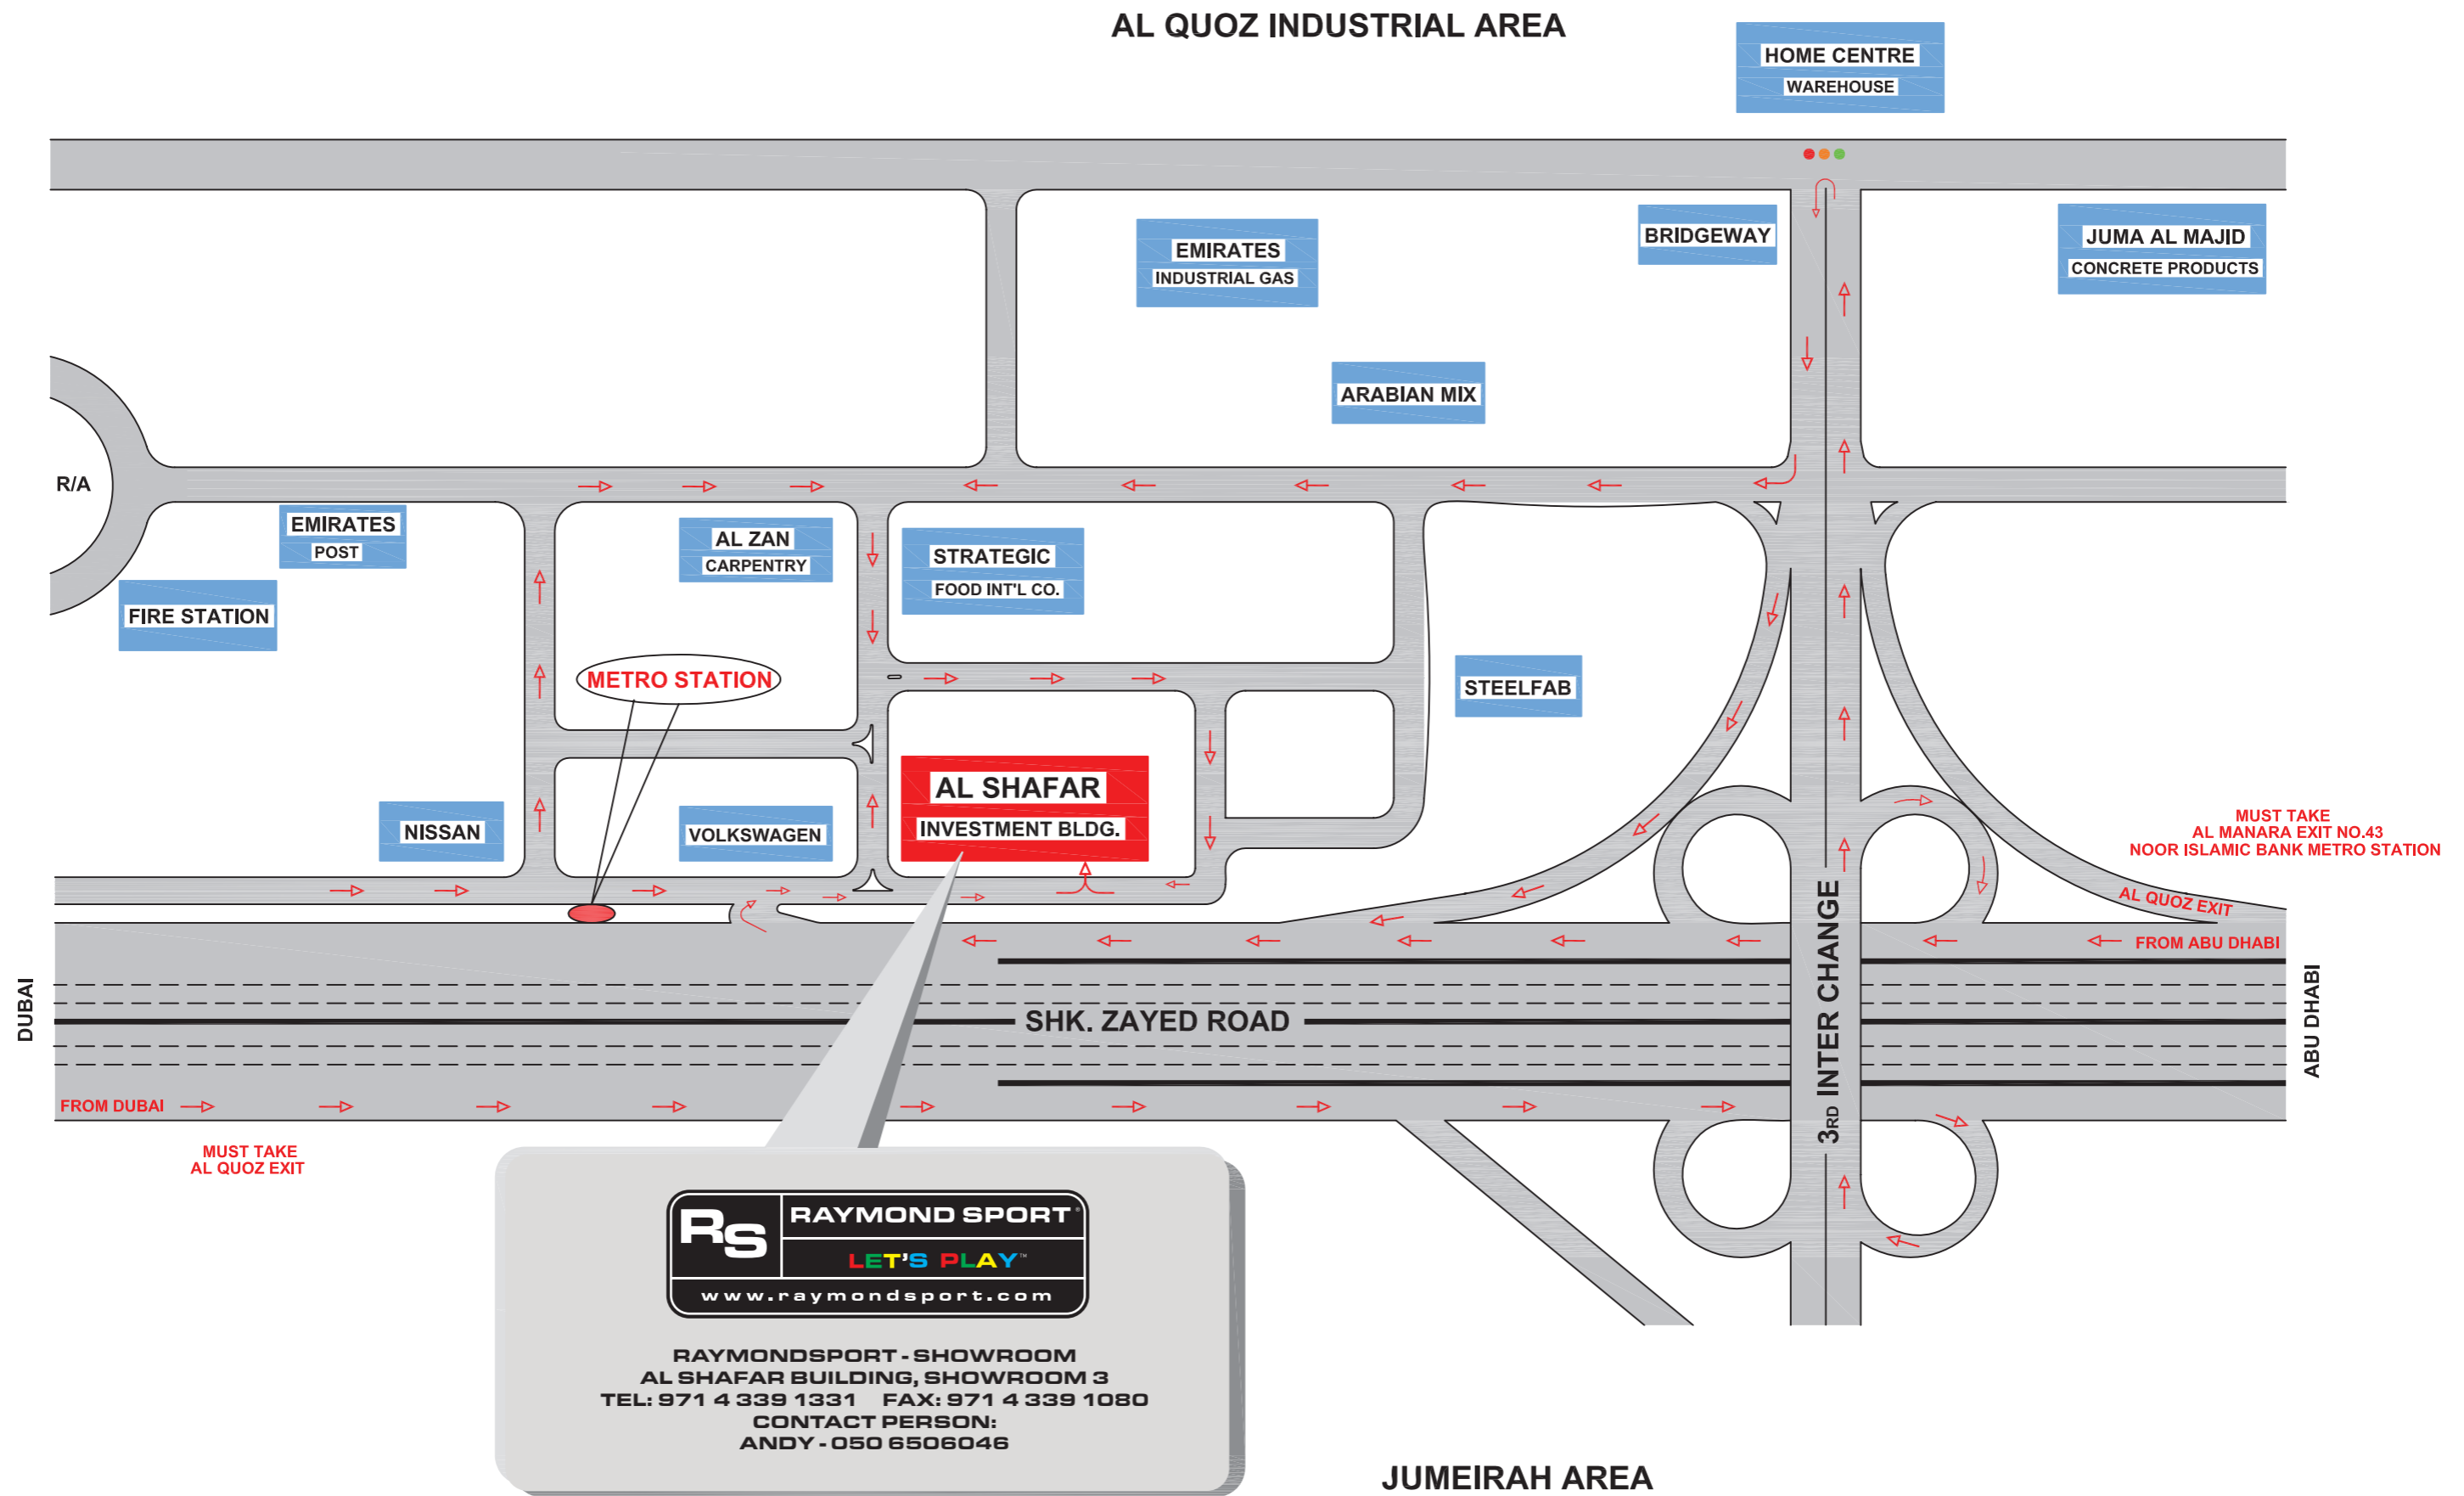 AL QUOZ INDUSTRIAL AREA
HOME CENTRE
WAREHOUSE
EMIRATES
INDUSTRIAL GAS
BRIDGEWAY
JUMA AL MAJID
CONCRETE PRODUCTS
ARABIAN MIX
R/A
EMIRATES
POST
FIRE STATION
AL ZAN
CARPENTRY
STRATEGIC
FOOD INT'L CO.
METRO STATION
STEELFAB
NISSAN
VOLKSWAGEN
AL SHAFAR
INVESTMENT BLDG.
MUST TAKE
AL MANARA EXIT NO.43
NOOR ISLAMIC BANK METRO STATION
AL QUOZ EXIT
FROM ABU DHABI
DUBAI
SHK. ZAYED ROAD
3RD INTER CHANGE
ABU DHABI
FROM DUBAI
MUST TAKE
AL QUOZ EXIT
RS
RAYMOND SPORT®
LET'S PLAY™
www.raymondsport.com
RAYMONDSPORT - SHOWROOM
AL SHAFAR BUILDING, SHOWROOM 3
TEL: 971 4 339 1331 FAX: 971 4 339 1080
CONTACT PERSON:
ANDY - 050 6506046
JUMEIRAH AREA